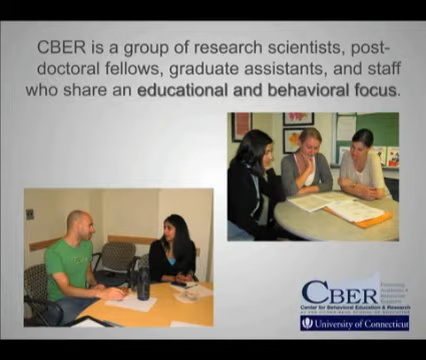 CBER is a group of research scientists, post-
doctoral fellows, graduate assistants, and staff
who share an educational and behavioral focus.
CBER
Center for Behavioral Education & Research
University of Connecticut